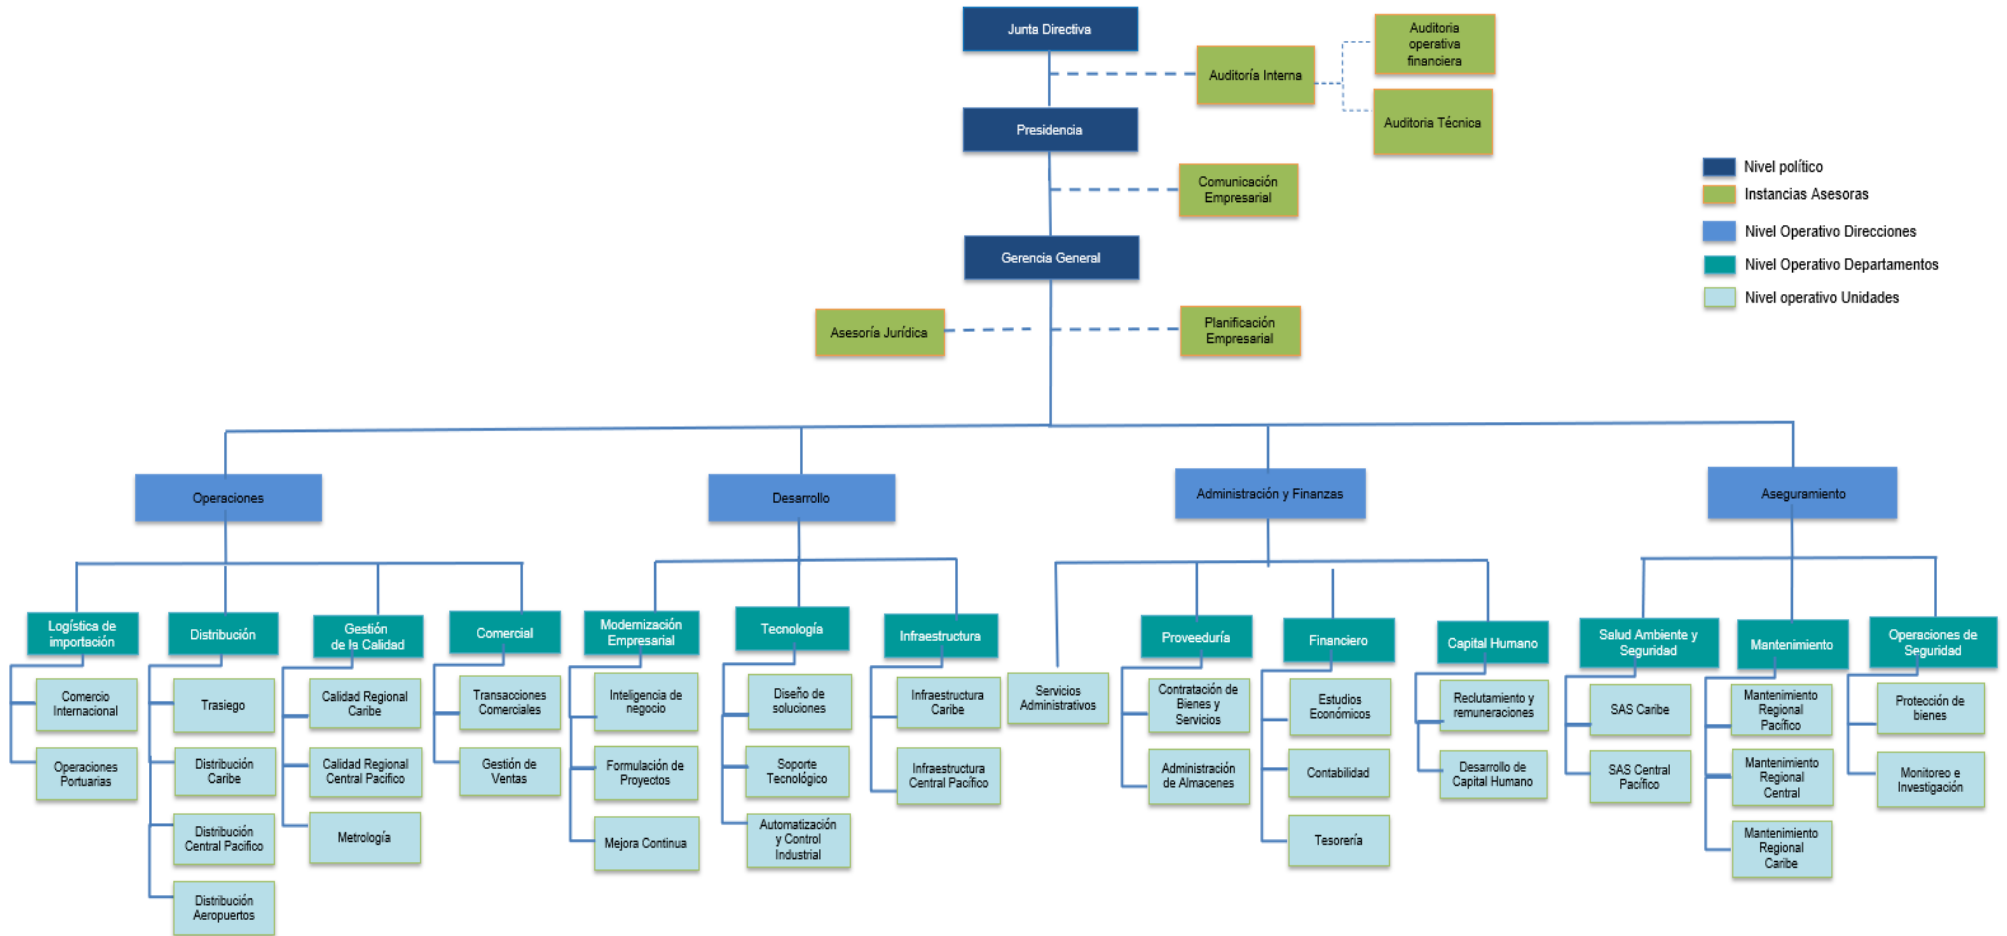 Junta Directiva
Auditoría Interna
Auditoria
operativa
financiera
Auditoria Técnica
Presidencia
Comunicación
Empresarial
Gerencia General
Asesoría Jurídica
Planificación
Empresarial
Nivel político
Instancias Asesoras
Nivel Operativo Direcciones
Nivel Operativo Departamentos
Nivel operativo Unidades
Operaciones
Desarrollo
Administración y Finanzas
Aseguramiento
Logística de
importación
Distribución
Gestión
de la Calidad
Comercial
Modernización
Empresarial
Tecnología
Infraestructura
Proveeduría
Financiero
Capital Humano
Salud Ambiente y
Seguridad
Mantenimiento
Operaciones de
Seguridad
Comercio
Internacional
Operaciones
Portuarias
Trasiego
Distribución
Caribe
Distribución
Central Pacifico
Distribución
Aeropuertos
Calidad Regional
Caribe
Calidad Regional
Central Pacifico
Metrología
Transacciones
Comerciales
Gestión de
Ventas
Inteligencia de
negocio
Formulación de
Proyectos
Mejora Continua
Diseño de
soluciones
Soporte
Tecnológico
Automatización
y Control
Industrial
Infraestructura
Caribe
Infraestructura
Central Pacífico
Servicios
Administrativos
Contratación de
Bienes y
Servicios
Administración
de Almacenes
Estudios
Económicos
Contabilidad
Tesorería
Reclutamiento y
remuneraciones
Desarrollo de
Capital Humano
SAS Caribe
SAS Central
Pacífico
Mantenimiento
Regional
Pacífico
Mantenimiento
Regional
Central
Mantenimiento
Regional
Caribe
Protección de
bienes
Monitoreo e
Investigación